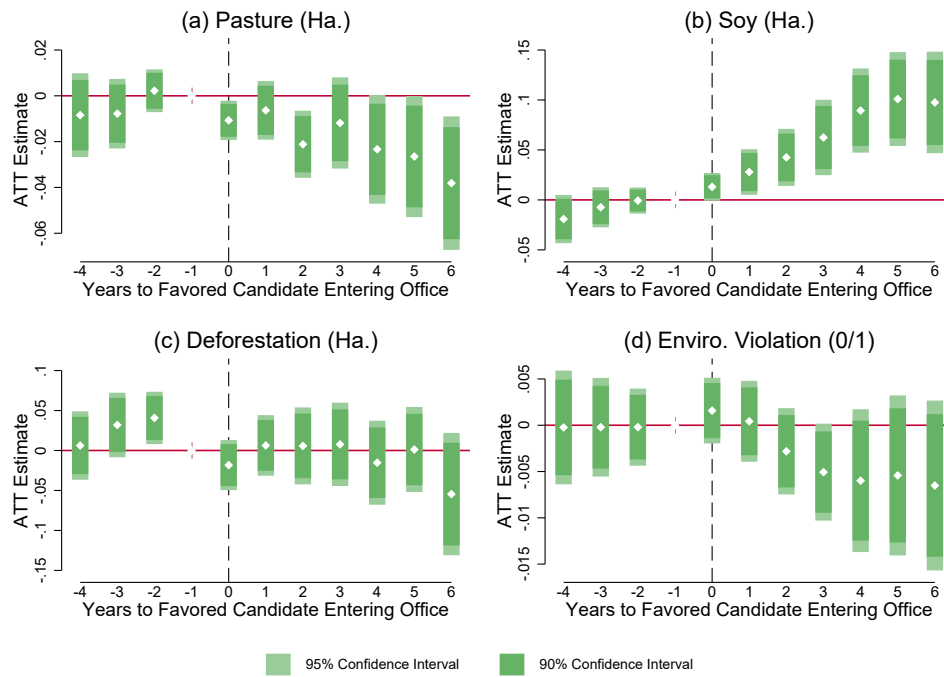 (a) Pasture (Ha.)
ATT Estimate
.02
0
-.02
-.04
-.06
-4 -3 -2 -1 0 1 2 3 4 5 6
Years to Favored Candidate Entering Office
(b) Soy (Ha.)
ATT Estimate
.15
.1
.05
0
-.05
-4 -3 -2 -1 0 1 2 3 4 5 6
Years to Favored Candidate Entering Office
(c) Deforestation (Ha.)
ATT Estimate
.1
.05
0
-.05
-.1
-.15
-4 -3 -2 -1 0 1 2 3 4 5 6
Years to Favored Candidate Entering Office
(d) Enviro. Violation (0/1)
ATT Estimate
.005
0
-.005
-.01
-.015
-4 -3 -2 -1 0 1 2 3 4 5 6
Years to Favored Candidate Entering Office
95% Confidence Interval
90% Confidence Interval